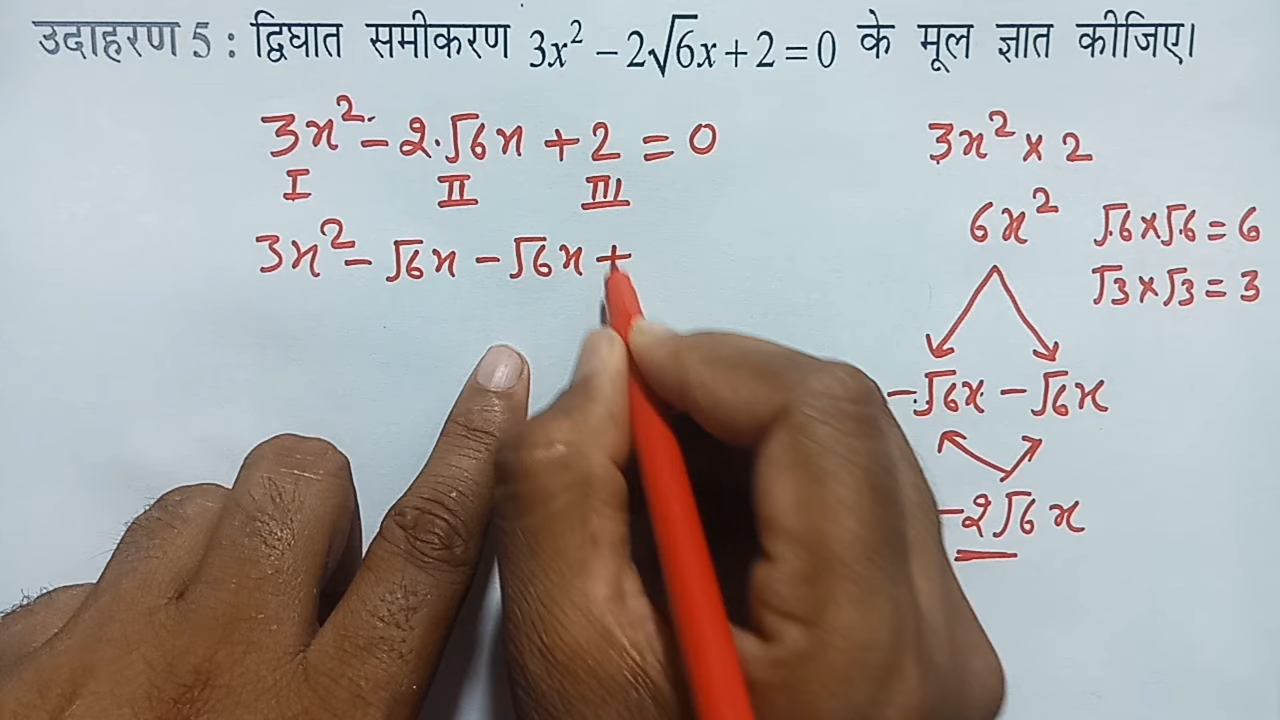 उदाहरण 5 : द्विघात समीकरण 3x² – 2√6x + 2 = 0 के मूल ज्ञात कीजिए।
3x² – 2·√6x + 2 = 0
I II III
3x² – √6x – √6x +
3x² × 2
6x² √6×√6 = 6
√3×√3 = 3
–√6x –√6x
–2√6x